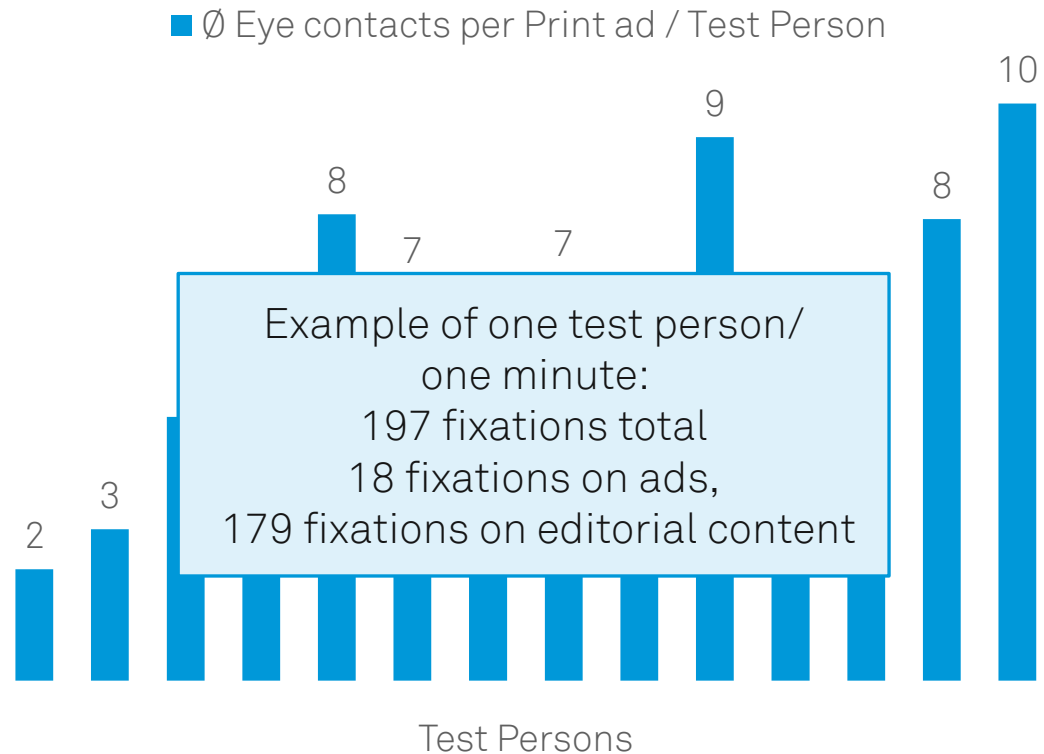 Ø Eye contacts per Print ad / Test Person
10
9
8
8
7
7
3
2
Example of one test person/
one minute:
197 fixations total
18 fixations on ads,
179 fixations on editorial content
Test Persons